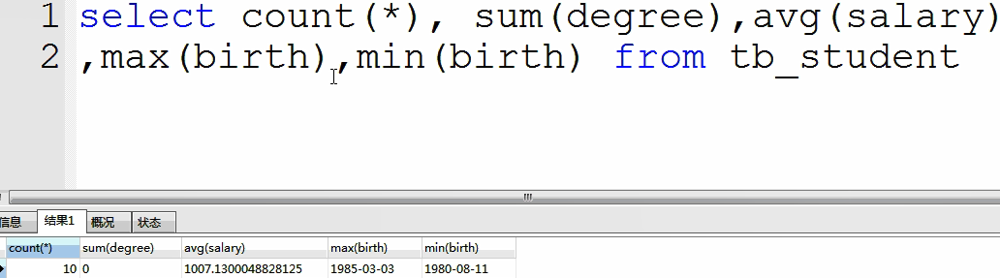 1 select count(*), sum(degree),avg(salary)
2 ,max(birth),min(birth) from tb_student
信息 结果1 概况 状态
count(*) sum(degree) avg(salary) max(birth) min(birth)
10 0 1007.1300048828125 1985-03-03 1980-08-11